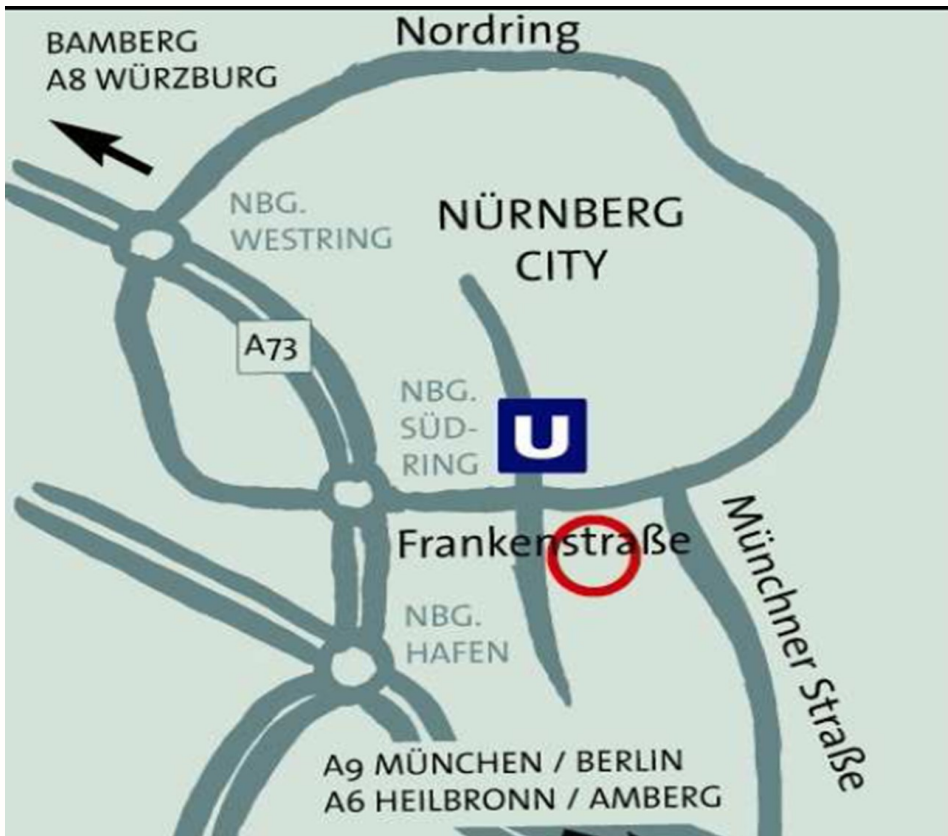 Nordring
BAMBERG
A8 WÜRZBURG
NBG.
WESTRING
NÜRNBERG
CITY
A73
NBG.
SÜD-
RING
U
Frankenstraße
Münchner Straße
NBG.
HAFEN
A9 MÜNCHEN / BERLIN
A6 HEILBRONN / AMBERG